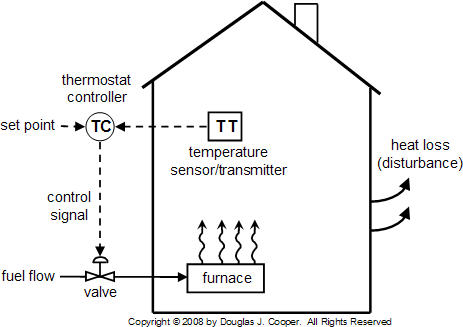 thermostat
controller
set point
TC
TT
temperature
sensor/transmitter
heat loss
(disturbance)
control
signal
fuel flow
valve
furnace
Copyright © 2008 by Douglas J. Cooper. All Rights Reserved